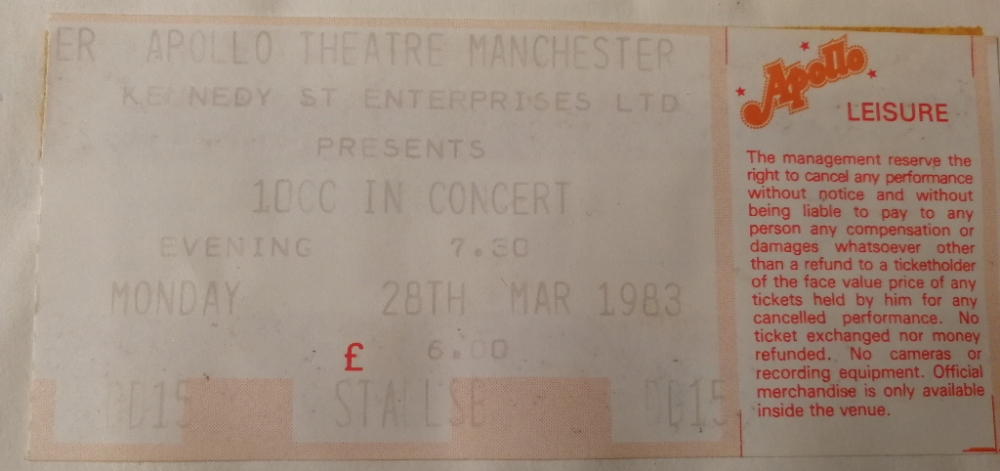 ER APOLLO THEATRE MANCHESTER
KENNEDY ST ENTERPRISES LTD
PRESENTS
10CC IN CONCERT
EVENING 7.30
MONDAY 28TH MAR 1983
£ 6.00
STALLS
Apollo
LEISURE
The management reserve the
right to cancel any performance
without notice and without
being liable to pay to any
person any compensation or
damages whatsoever other
than a refund to a ticketholder
of the face value price of any
tickets held by him for any
cancelled performance. No
ticket exchanged nor money
refunded. No cameras or
recording equipment. Official
merchandise is only available
inside the venue.